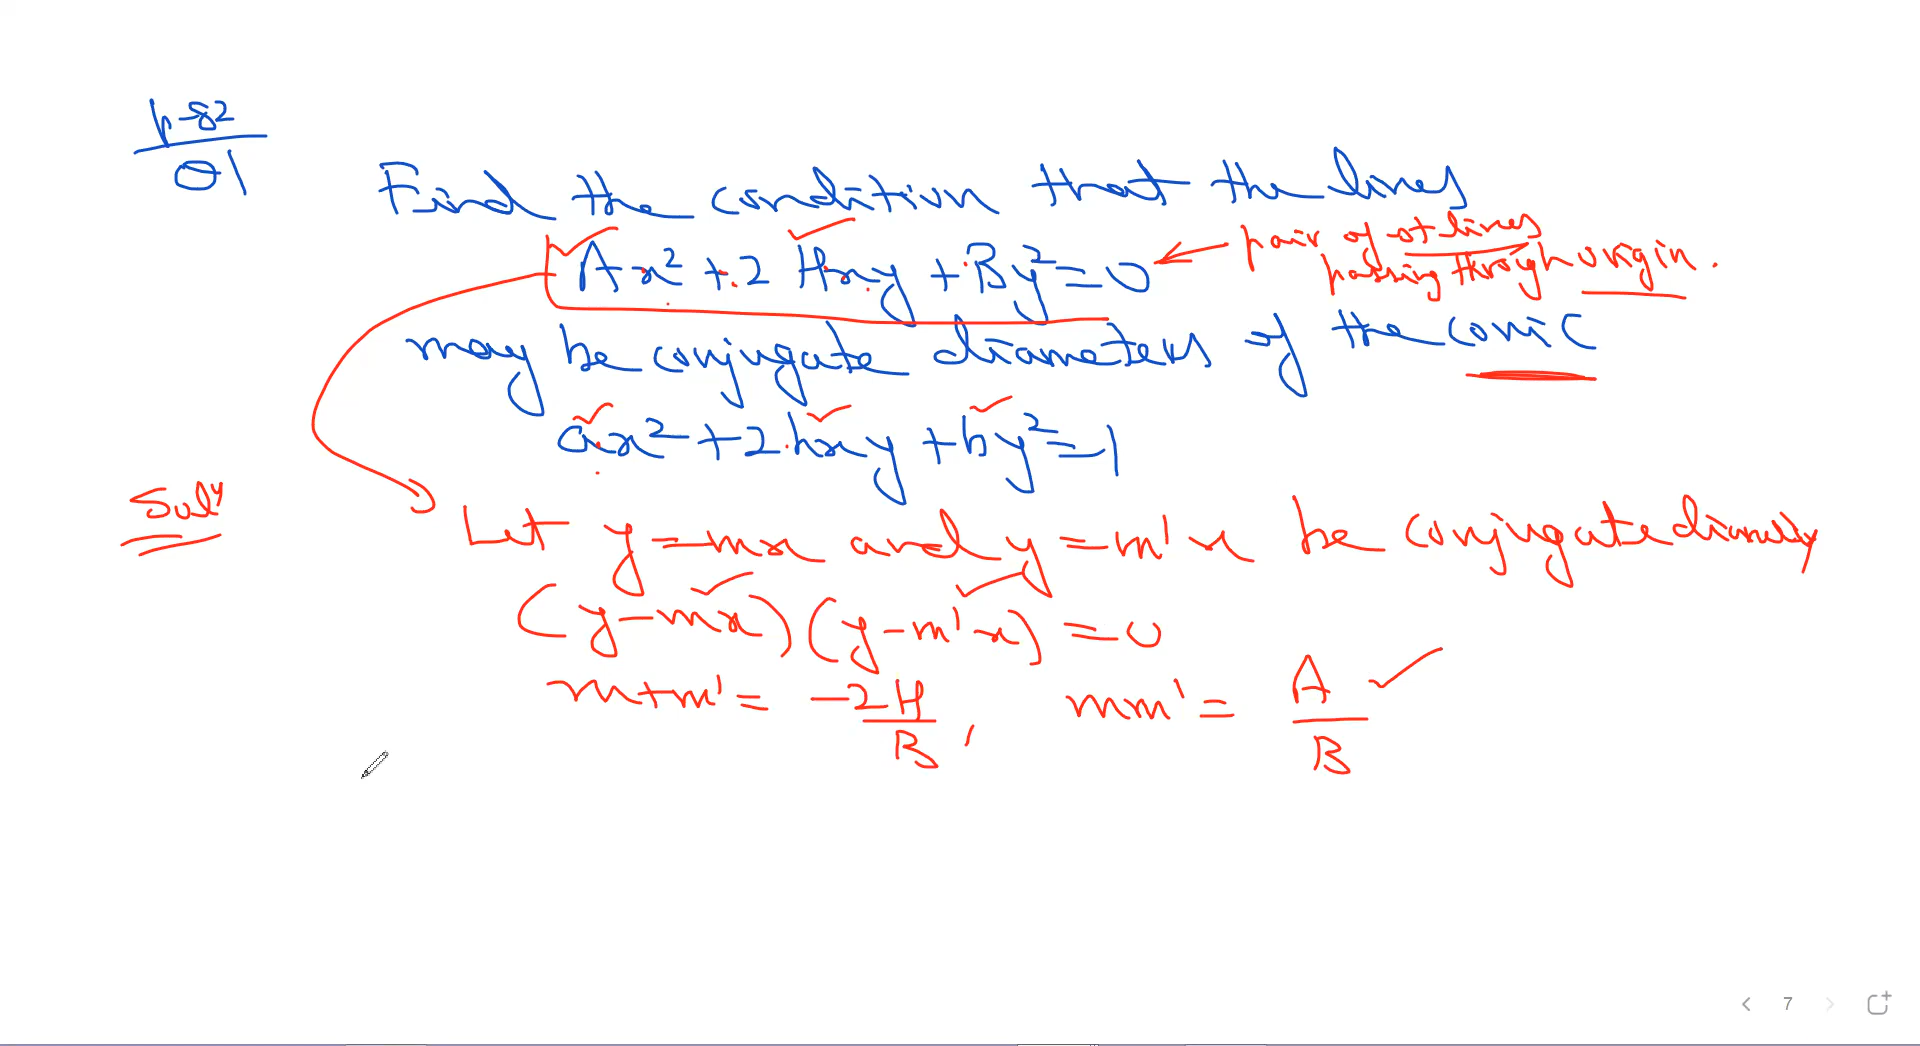 p-82
01
Find the condition that the lines
Ax² + 2Hxy + By² = 0
pair of st lines
passing through origin.
may be conjugate diameters of the conic
ax² + 2hxy + by² = 1
Solⁿ
Let y = mx and y = m'x be conjugate diameters
(y - mx)(y - m'x) = 0
m + m' = -2H/B, mm' = A/B
7